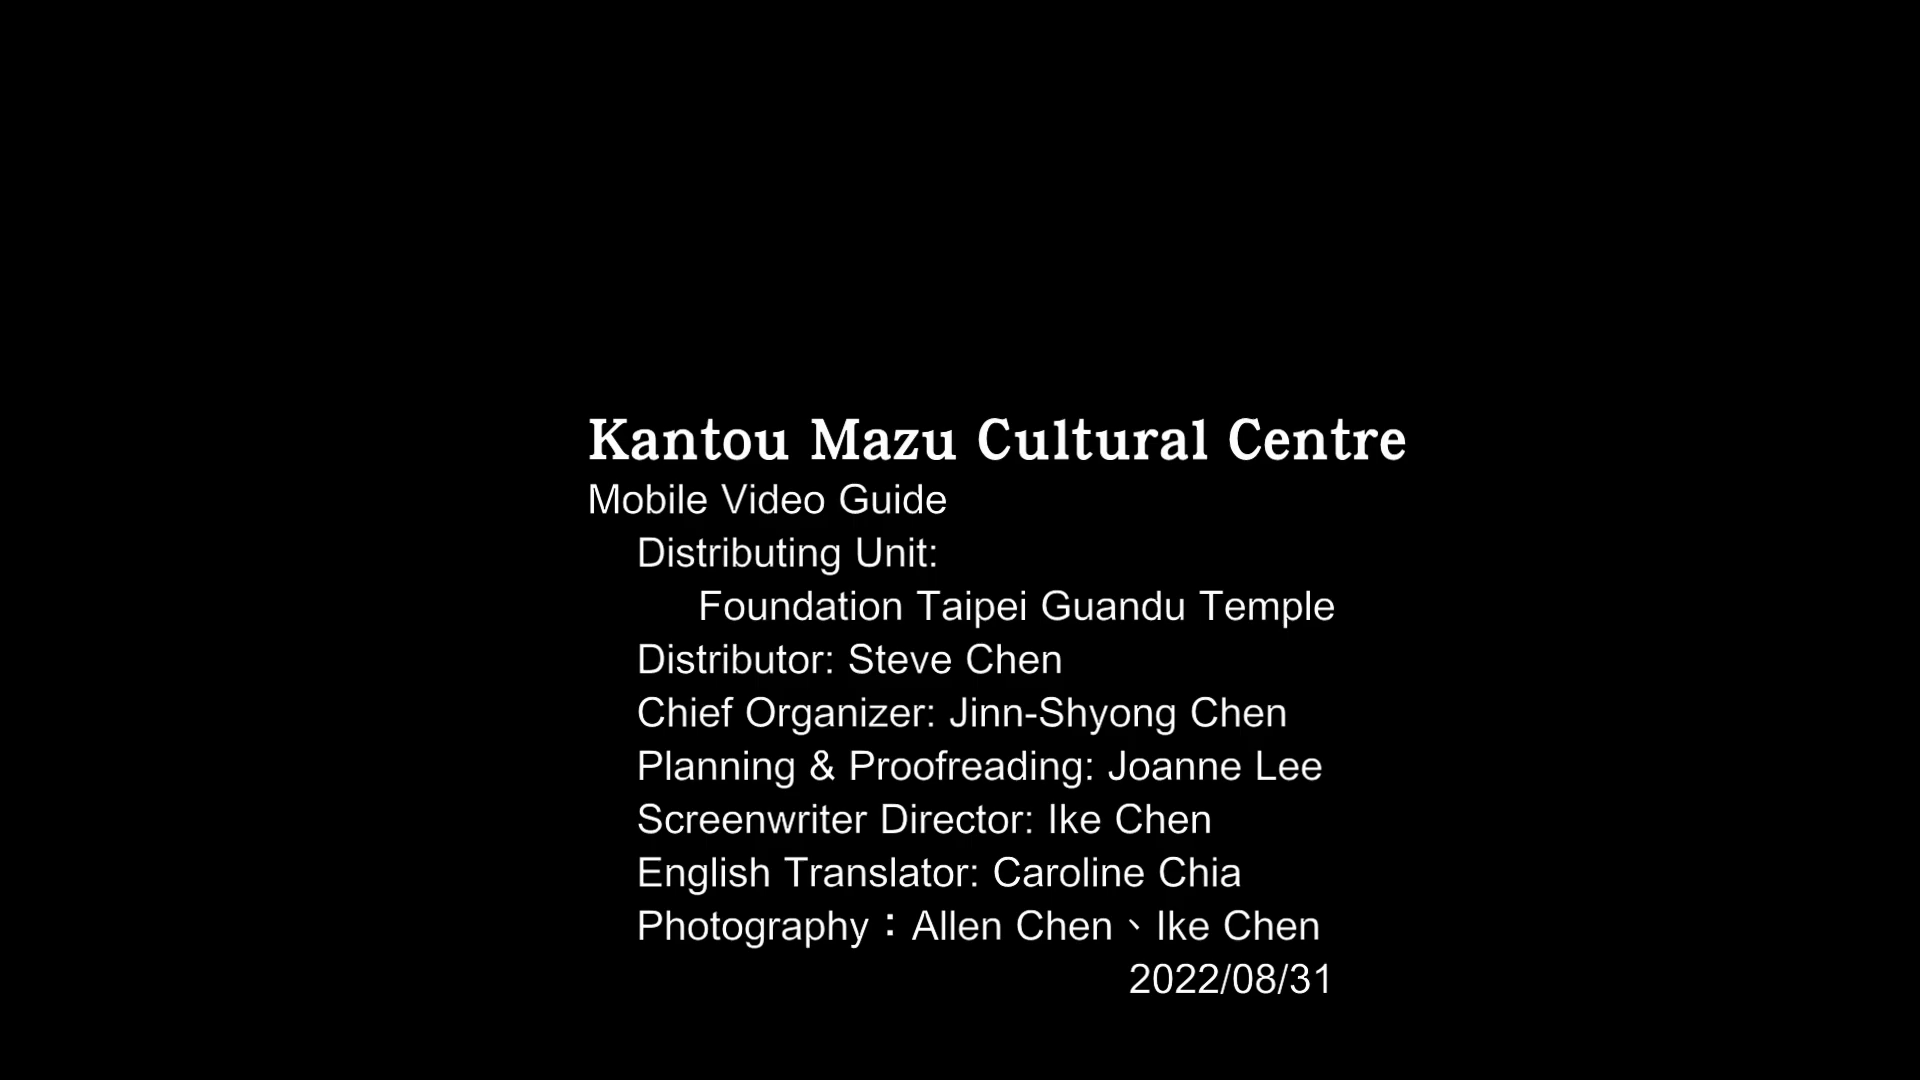 Kantou Mazu Cultural Centre
Mobile Video Guide
Distributing Unit:
Foundation Taipei Guandu Temple
Distributor: Steve Chen
Chief Organizer: Jinn-Shyong Chen
Planning & Proofreading: Joanne Lee
Screenwriter Director: Ike Chen
English Translator: Caroline Chia
Photography：Allen Chen、Ike Chen
2022/08/31